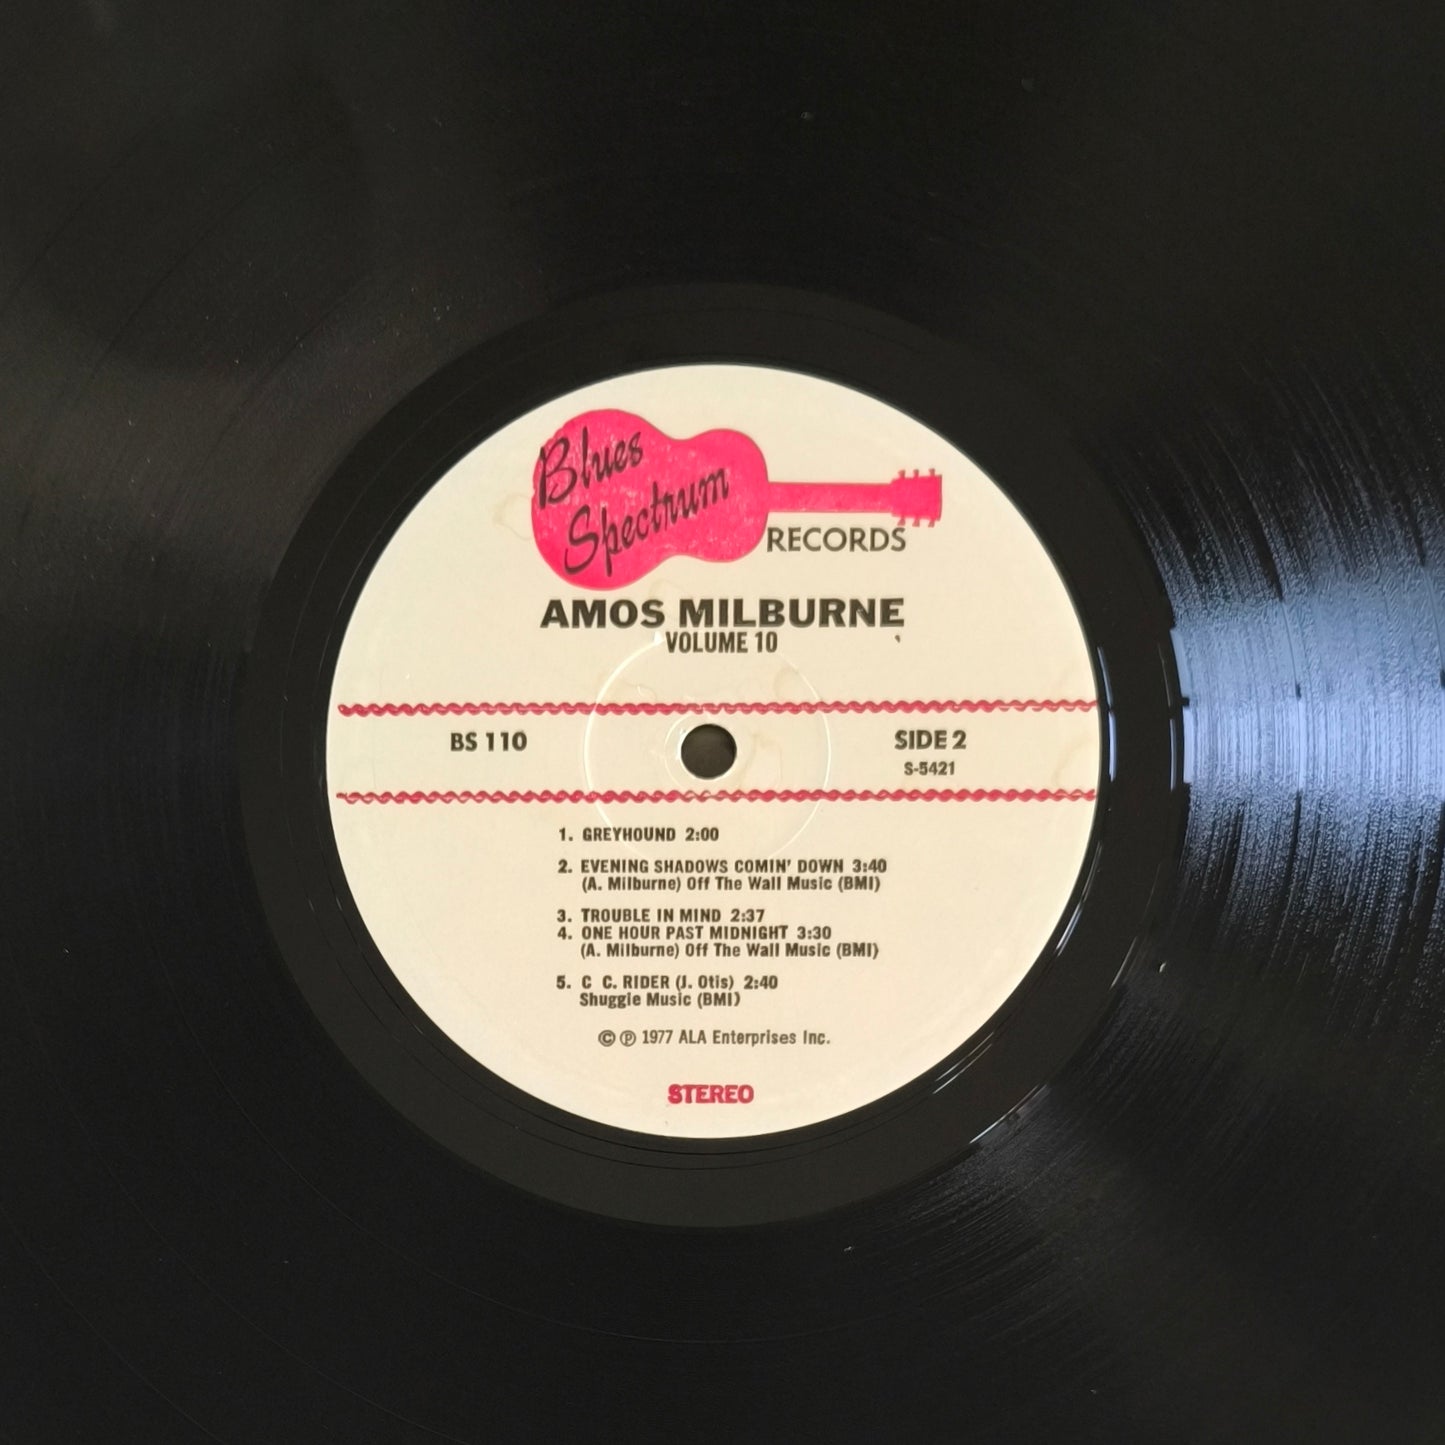 Blues
Spectrum
RECORDS
AMOS MILBURNE
VOLUME 10
BS 110
SIDE 2
S-5421
1. GREYHOUND 2:00
2. EVENING SHADOWS COMIN' DOWN 3:40
(A. Milburne) Off The Wall Music (BMI)
3. TROUBLE IN MIND 2:37
4. ONE HOUR PAST MIDNIGHT 3:30
(A. Milburne) Off The Wall Music (BMI)
5. C C. RIDER (J. Otis) 2:40
Shuggie Music (BMI)
© ℗ 1977 ALA Enterprises Inc.
STEREO